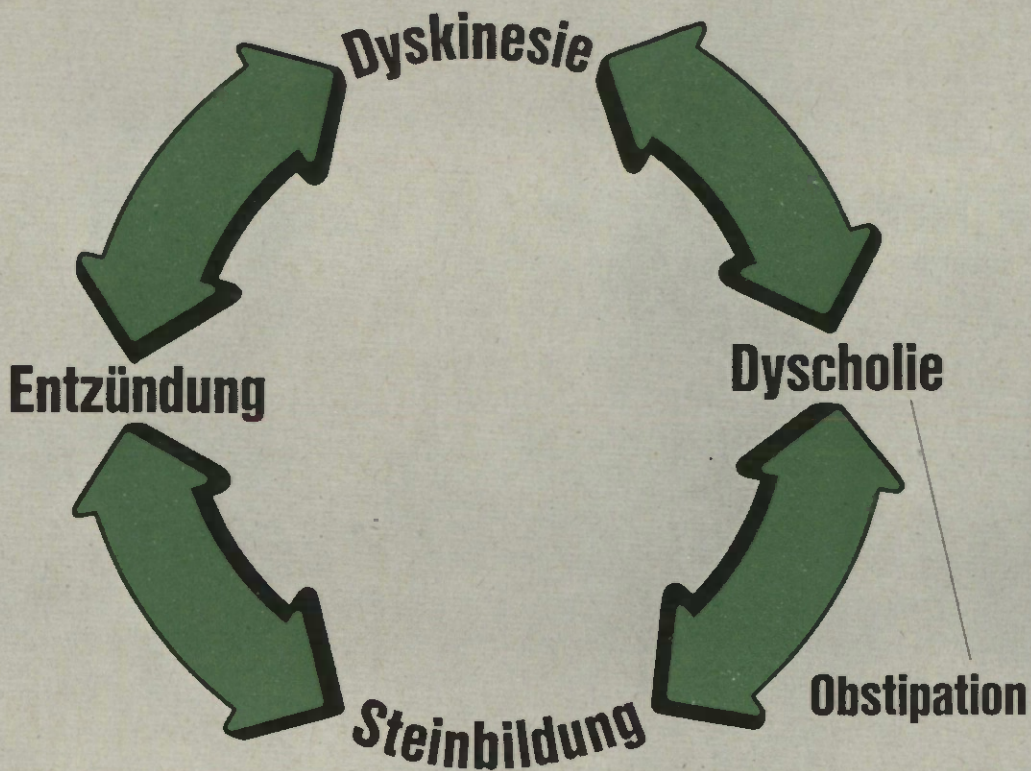 Dyskinesie
Entzündung
Dyscholie
Steinbildung
Obstipation